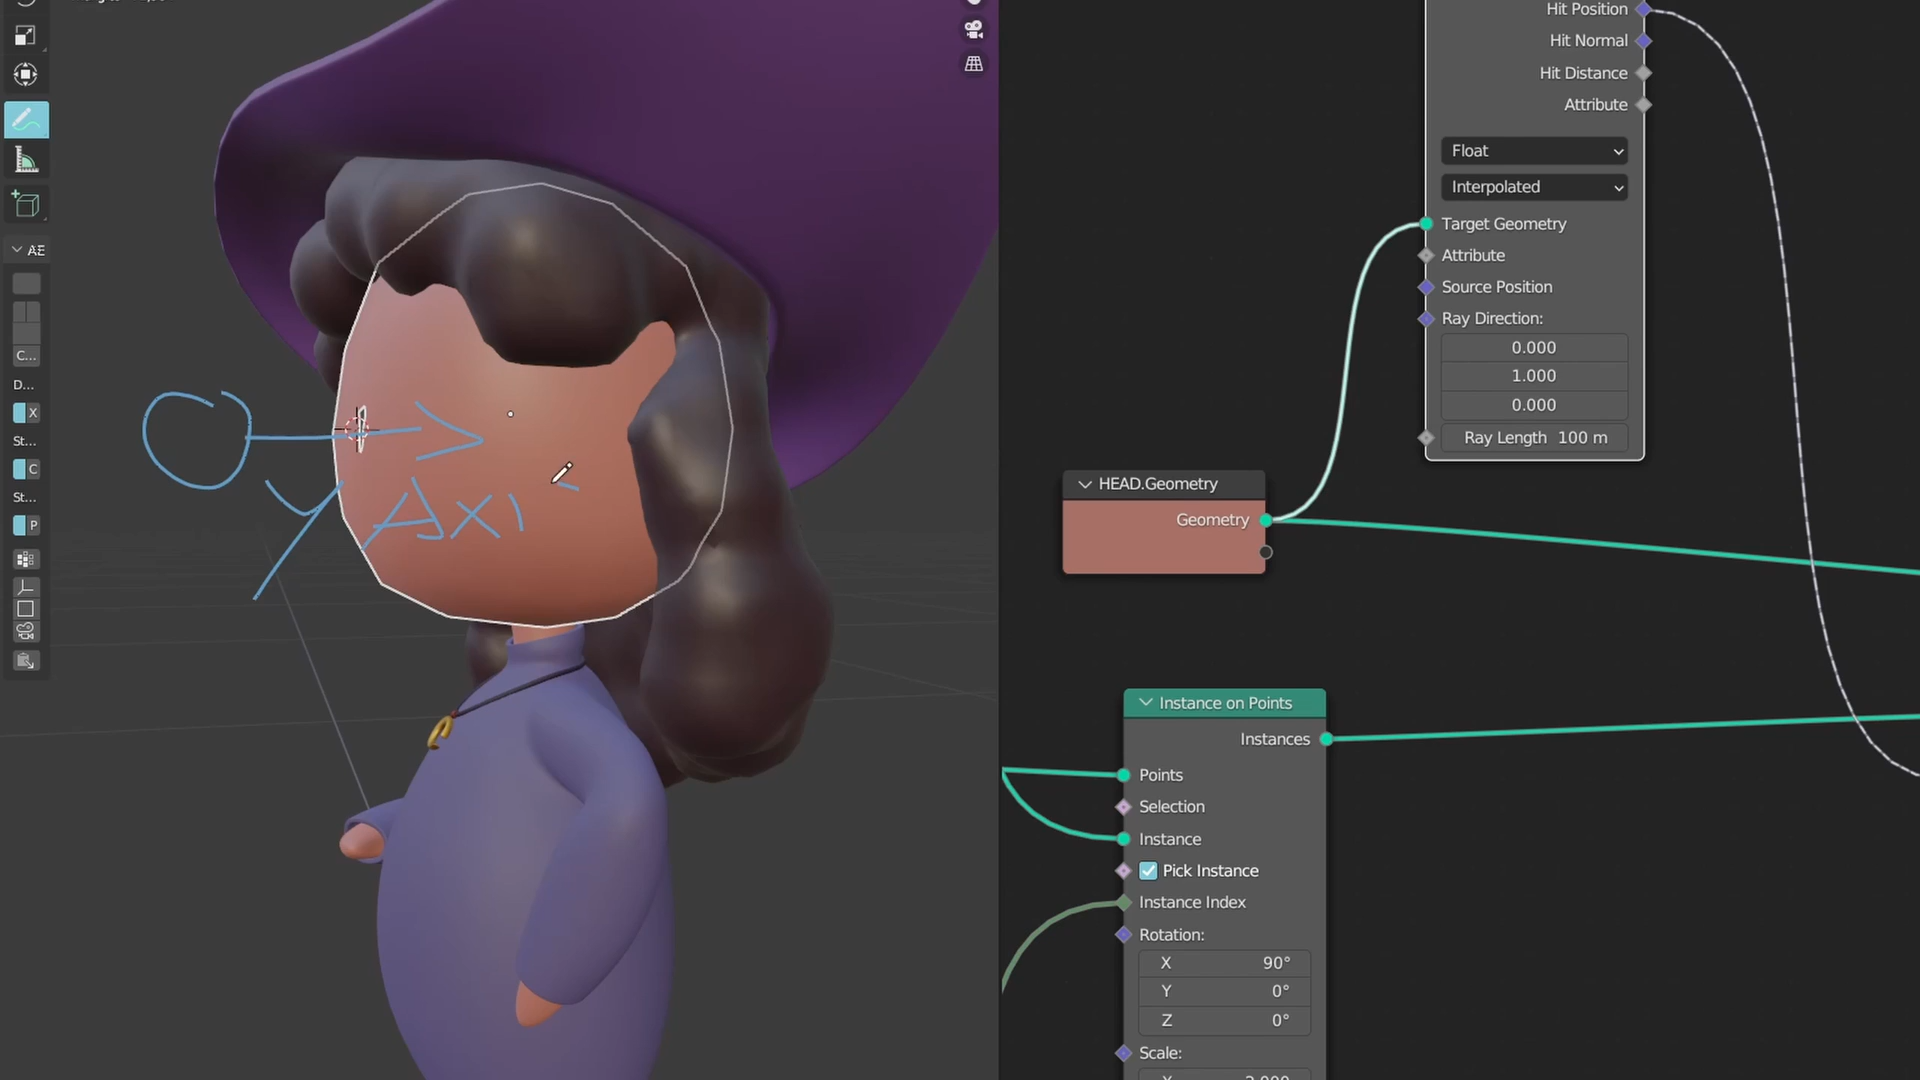 AE
C...
D...
X
St...
C
St...
P
Y AXI
Hit Position
Hit Normal
Hit Distance
Attribute
Float
Interpolated
Target Geometry
Attribute
Source Position
Ray Direction:
0.000
1.000
0.000
Ray Length 100 m
HEAD.Geometry
Geometry
Instance on Points
Instances
Points
Selection
Instance
Pick Instance
Instance Index
Rotation:
X 90°
Y 0°
Z 0°
Scale: